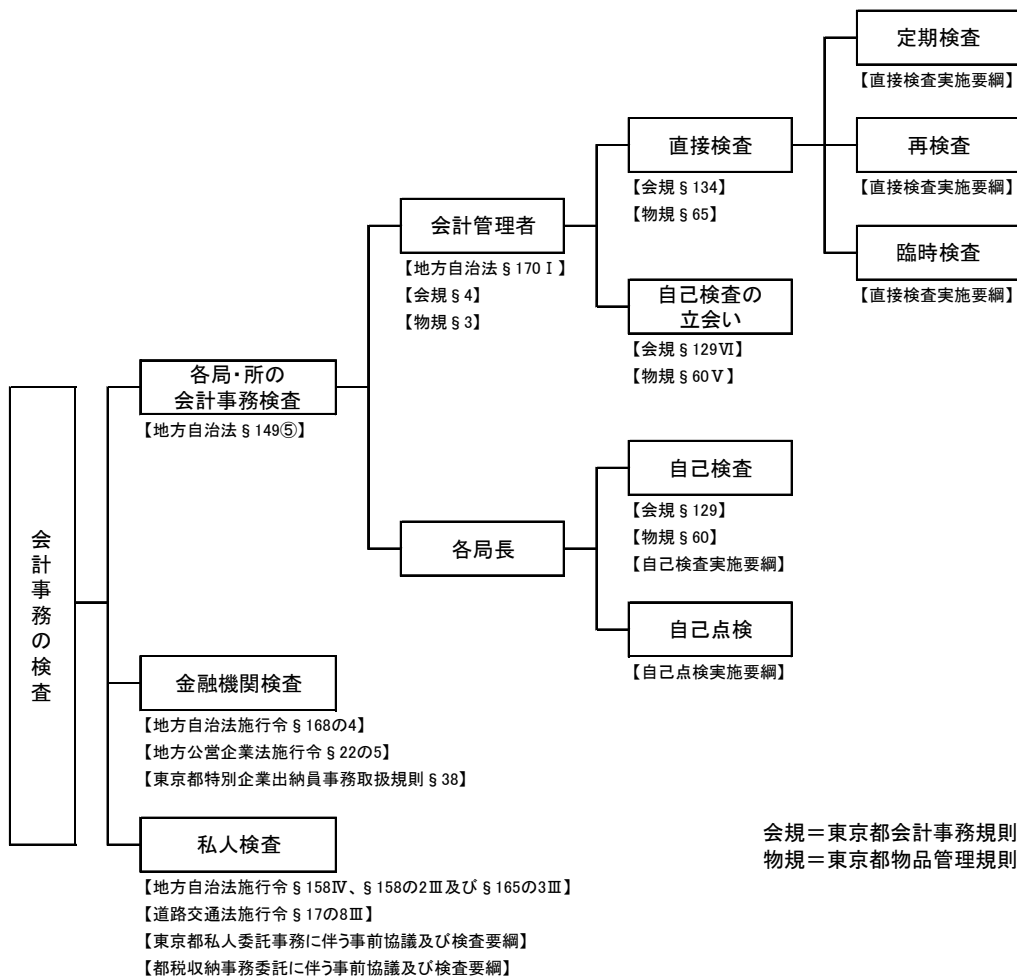 会計事務の検査
各局・所の
会計事務検査
【地方自治法§149⑤】
会計管理者
【地方自治法§170Ⅰ】
【会規§4】
【物規§3】
直接検査
【会規§134】
【物規§65】
定期検査
【直接検査実施要綱】
再検査
【直接検査実施要綱】
臨時検査
【直接検査実施要綱】
自己検査の
立会い
【会規§129Ⅵ】
【物規§60Ⅴ】
各局長
自己検査
【会規§129】
【物規§60】
【自己検査実施要綱】
自己点検
【自己点検実施要綱】
金融機関検査
【地方自治法施行令§168の4】
【地方公営企業法施行令§22の5】
【東京都特別企業出納員事務取扱規則§38】
私人検査
【地方自治法施行令§158Ⅳ、§158の2Ⅲ及び§165の3Ⅲ】
【道路交通法施行令§17の8Ⅲ】
【東京都私人委託事務に伴う事前協議及び検査要綱】
【都税収納事務委託に伴う事前協議及び検査要綱】
会規＝東京都会計事務規則
物規＝東京都物品管理規則